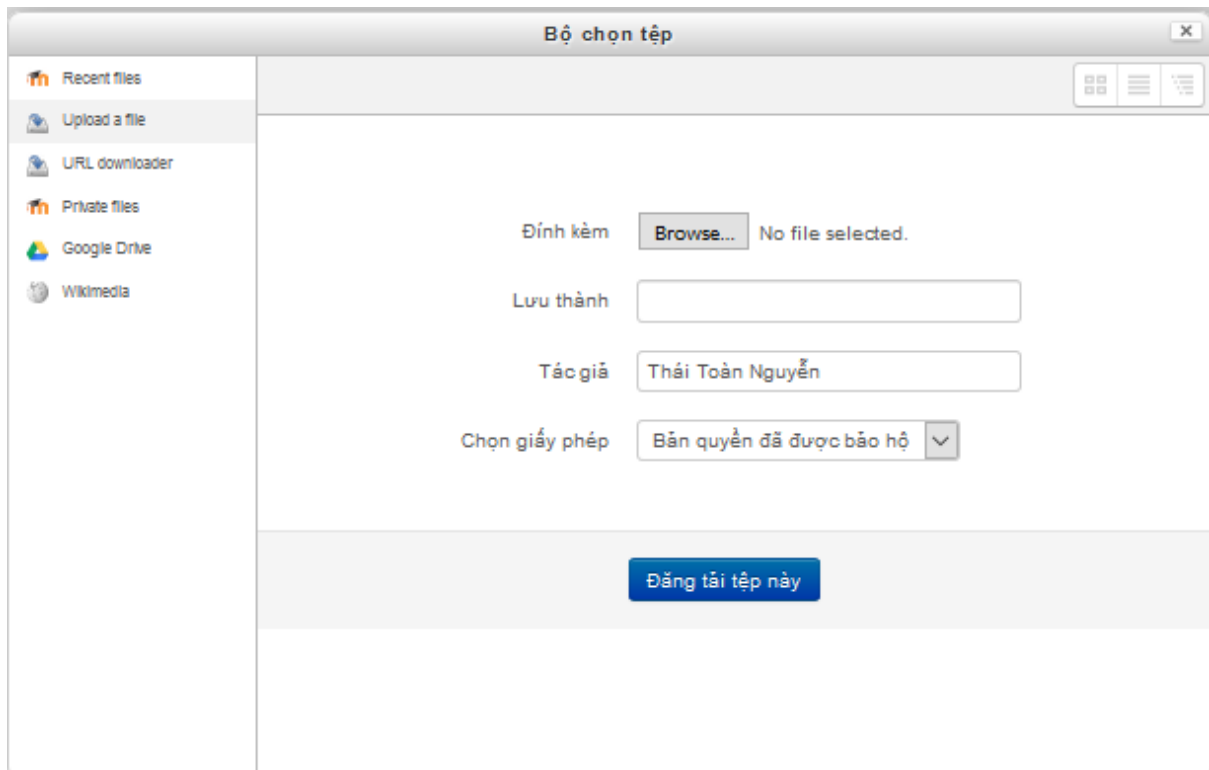 Bộ chọn tệp
Recent files
Upload a file
URL downloader
Private files
Google Drive
Wikimedia
Đính kèm Browse... No file selected.
Lưu thành
Tác giả Thái Toàn Nguyễn
Chọn giấy phép Bản quyền đã được bảo hộ
Đăng tải tệp này